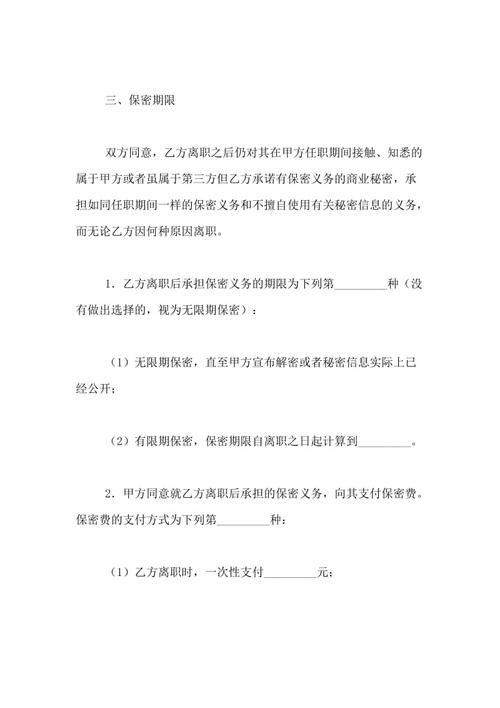 三、保密期限
双方同意，乙方离职之后仍对其在甲方任职期间接触、知悉的
属于甲方或者虽属于第三方但乙方承诺有保密义务的商业秘密，承
担如同任职期间一样的保密义务和不擅自使用有关秘密信息的义务，
而无论乙方因何种原因离职。
1．乙方离职后承担保密义务的期限为下列第_________种（没
有做出选择的，视为无限期保密）：
（1）无限期保密，直至甲方宣布解密或者秘密信息实际上已
经公开；
（2）有限期保密，保密期限自离职之日起计算到_________。
2．甲方同意就乙方离职后承担的保密义务，向其支付保密费。
保密费的支付方式为下列第_________种：
（1）乙方离职时，一次性支付_________元；